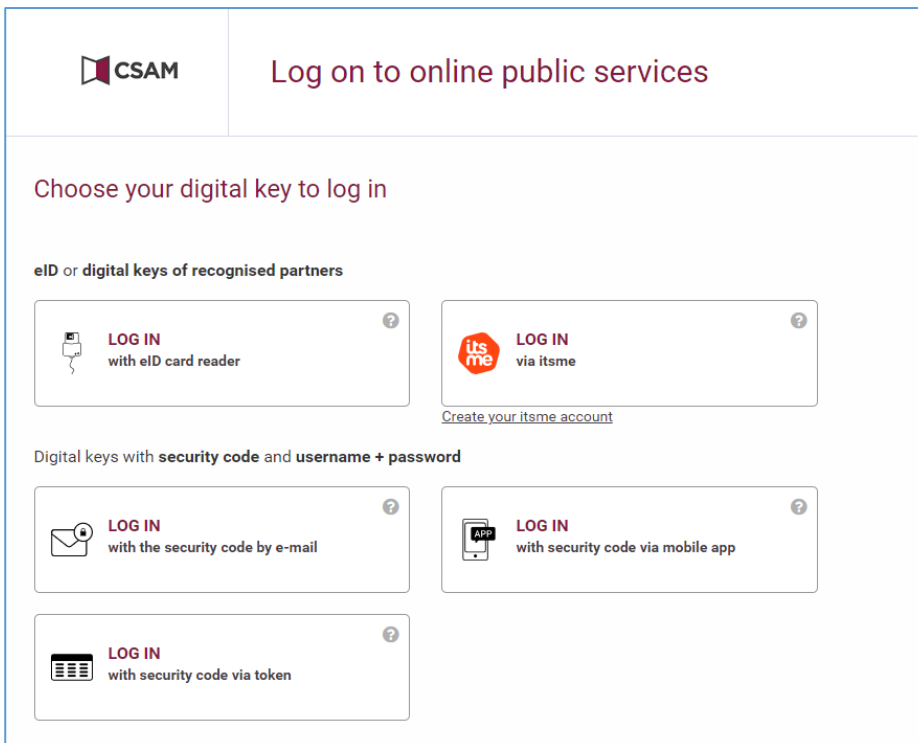 CSAM
Log on to online public services
Choose your digital key to log in
eID or digital keys of recognised partners
?
LOG IN
with eID card reader
?
its
me
LOG IN
via itsme
Create your itsme account
Digital keys with security code and username + password
?
LOG IN
with the security code by e-mail
?
APP
LOG IN
with security code via mobile app
?
LOG IN
with security code via token